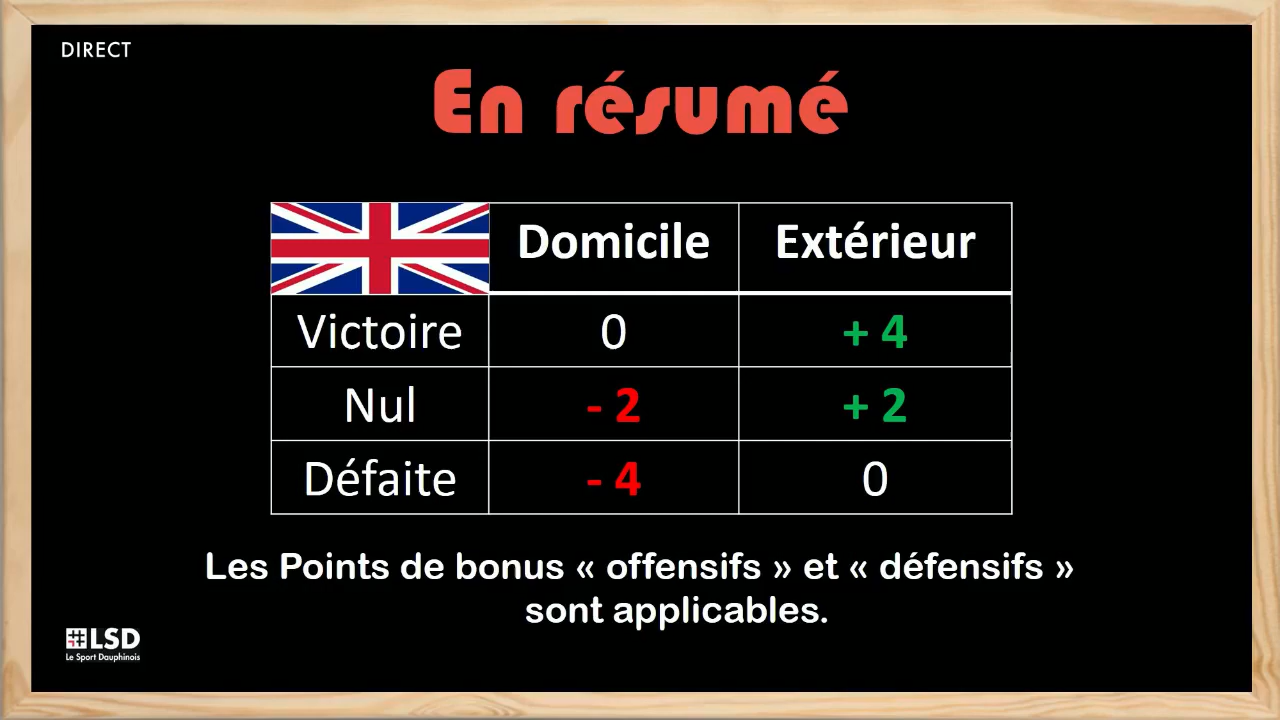 DIRECT
En résumé
Domicile Extérieur
Victoire 0 + 4
Nul - 2 + 2
Défaite - 4 0
Les Points de bonus « offensifs » et « défensifs »
sont applicables.
LSD
Le Sport Dauphinois